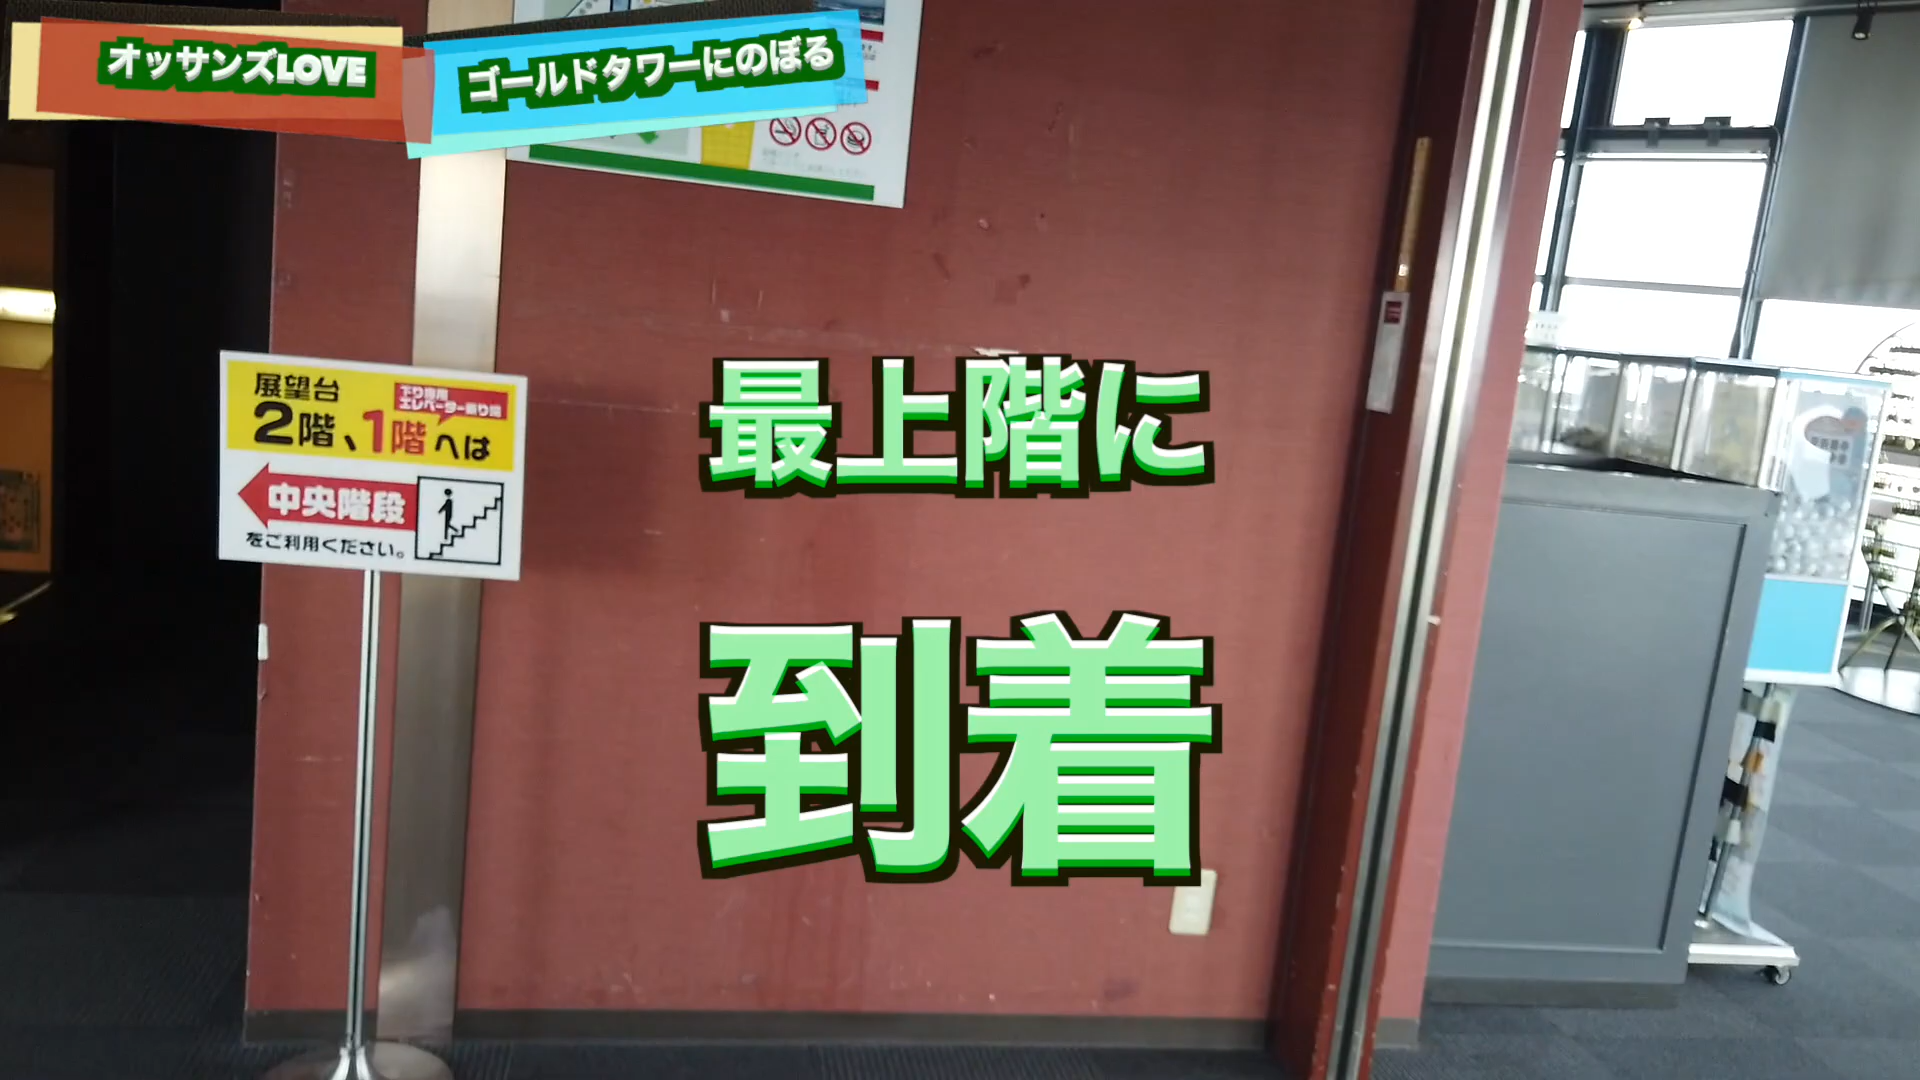 オッサンズLOVE
ゴールドタワーにのぼる
最上階に
到着
展望台
下り専用
エレベーター乗り場
2階、1階へは
中央階段
をご利用ください。